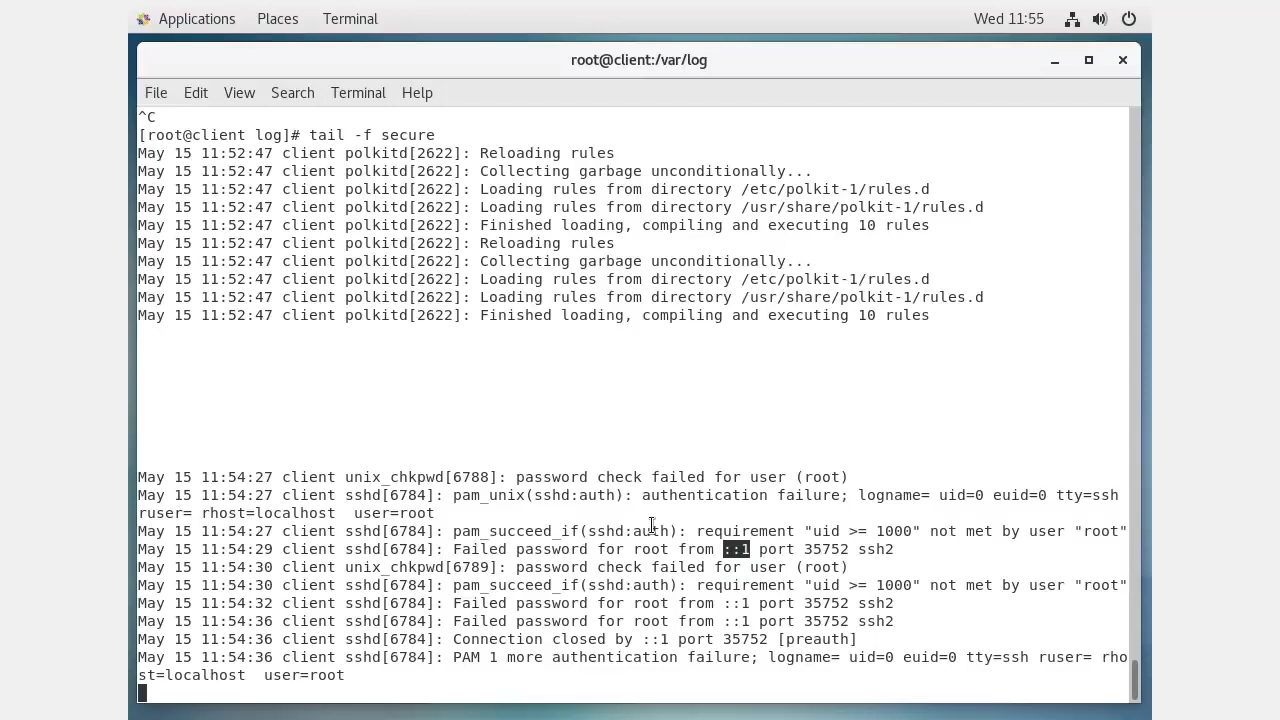 Applications Places Terminal Wed 11:55
root@client:/var/log
File Edit View Search Terminal Help
^C
[root@client log]# tail -f secure
May 15 11:52:47 client polkitd[2622]: Reloading rules
May 15 11:52:47 client polkitd[2622]: Collecting garbage unconditionally...
May 15 11:52:47 client polkitd[2622]: Loading rules from directory /etc/polkit-1/rules.d
May 15 11:52:47 client polkitd[2622]: Loading rules from directory /usr/share/polkit-1/rules.d
May 15 11:52:47 client polkitd[2622]: Finished loading, compiling and executing 10 rules
May 15 11:52:47 client polkitd[2622]: Reloading rules
May 15 11:52:47 client polkitd[2622]: Collecting garbage unconditionally...
May 15 11:52:47 client polkitd[2622]: Loading rules from directory /etc/polkit-1/rules.d
May 15 11:52:47 client polkitd[2622]: Loading rules from directory /usr/share/polkit-1/rules.d
May 15 11:52:47 client polkitd[2622]: Finished loading, compiling and executing 10 rules
May 15 11:54:27 client unix_chkpwd[6788]: password check failed for user (root)
May 15 11:54:27 client sshd[6784]: pam_unix(sshd:auth): authentication failure; logname= uid=0 euid=0 tty=ssh
ruser= rhost=localhost  user=root
May 15 11:54:27 client sshd[6784]: pam_succeed_if(sshd:auth): requirement "uid >= 1000" not met by user "root"
May 15 11:54:29 client sshd[6784]: Failed password for root from ::1 port 35752 ssh2
May 15 11:54:30 client unix_chkpwd[6789]: password check failed for user (root)
May 15 11:54:30 client sshd[6784]: pam_succeed_if(sshd:auth): requirement "uid >= 1000" not met by user "root"
May 15 11:54:32 client sshd[6784]: Failed password for root from ::1 port 35752 ssh2
May 15 11:54:36 client sshd[6784]: Failed password for root from ::1 port 35752 ssh2
May 15 11:54:36 client sshd[6784]: Connection closed by ::1 port 35752 [preauth]
May 15 11:54:36 client sshd[6784]: PAM 1 more authentication failure; logname= uid=0 euid=0 tty=ssh ruser= rho
st=localhost  user=root